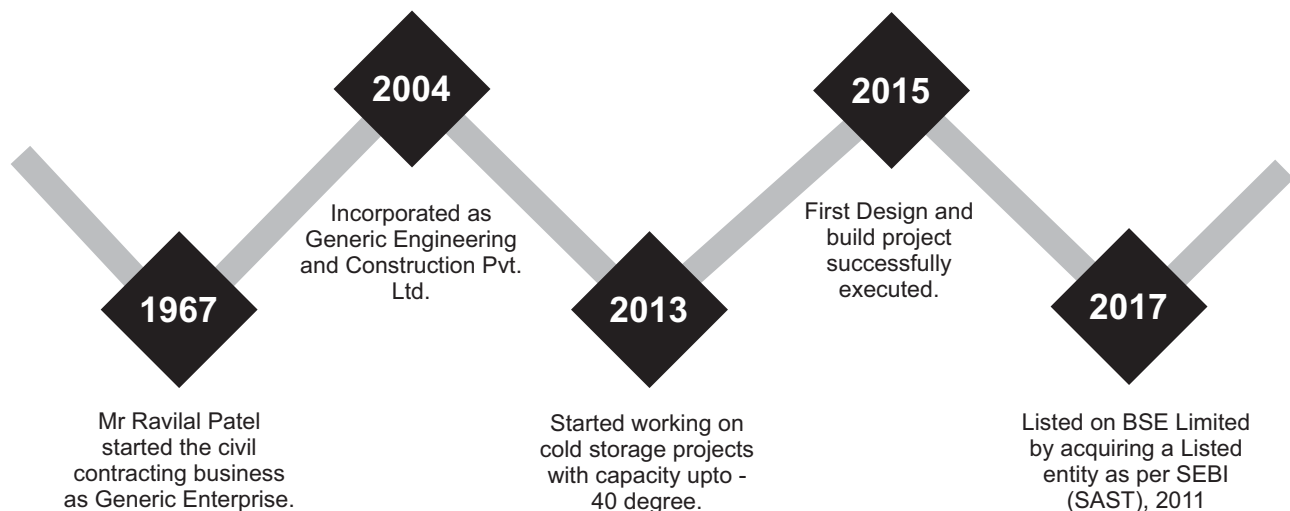 2004
Incorporated as
Generic Engineering
and Construction Pvt.
Ltd.
2015
First Design and
build project
successfully
executed.
1967
Mr Ravilal Patel
started the civil
contracting business
as Generic Enterprise.
2013
Started working on
cold storage projects
with capacity upto -
40 degree.
2017
Listed on BSE Limited
by acquiring a Listed
entity as per SEBI
(SAST), 2011